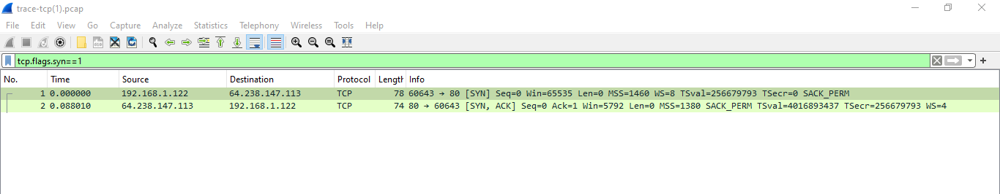 trace-tcp(1).pcap
File Edit View Go Capture Analyze Statistics Telephony Wireless Tools Help
tcp.flags.syn==1
No. Time Source Destination Protocol Length Info
1 0.000000 192.168.1.122 64.238.147.113 TCP 78 60643 → 80 [SYN] Seq=0 Win=65535 Len=0 MSS=1460 WS=8 TSval=256679793 TSecr=0 SACK_PERM
2 0.088010 64.238.147.113 192.168.1.122 TCP 74 80 → 60643 [SYN, ACK] Seq=0 Ack=1 Win=5792 Len=0 MSS=1380 SACK_PERM TSval=4016893437 TSecr=256679793 WS=4